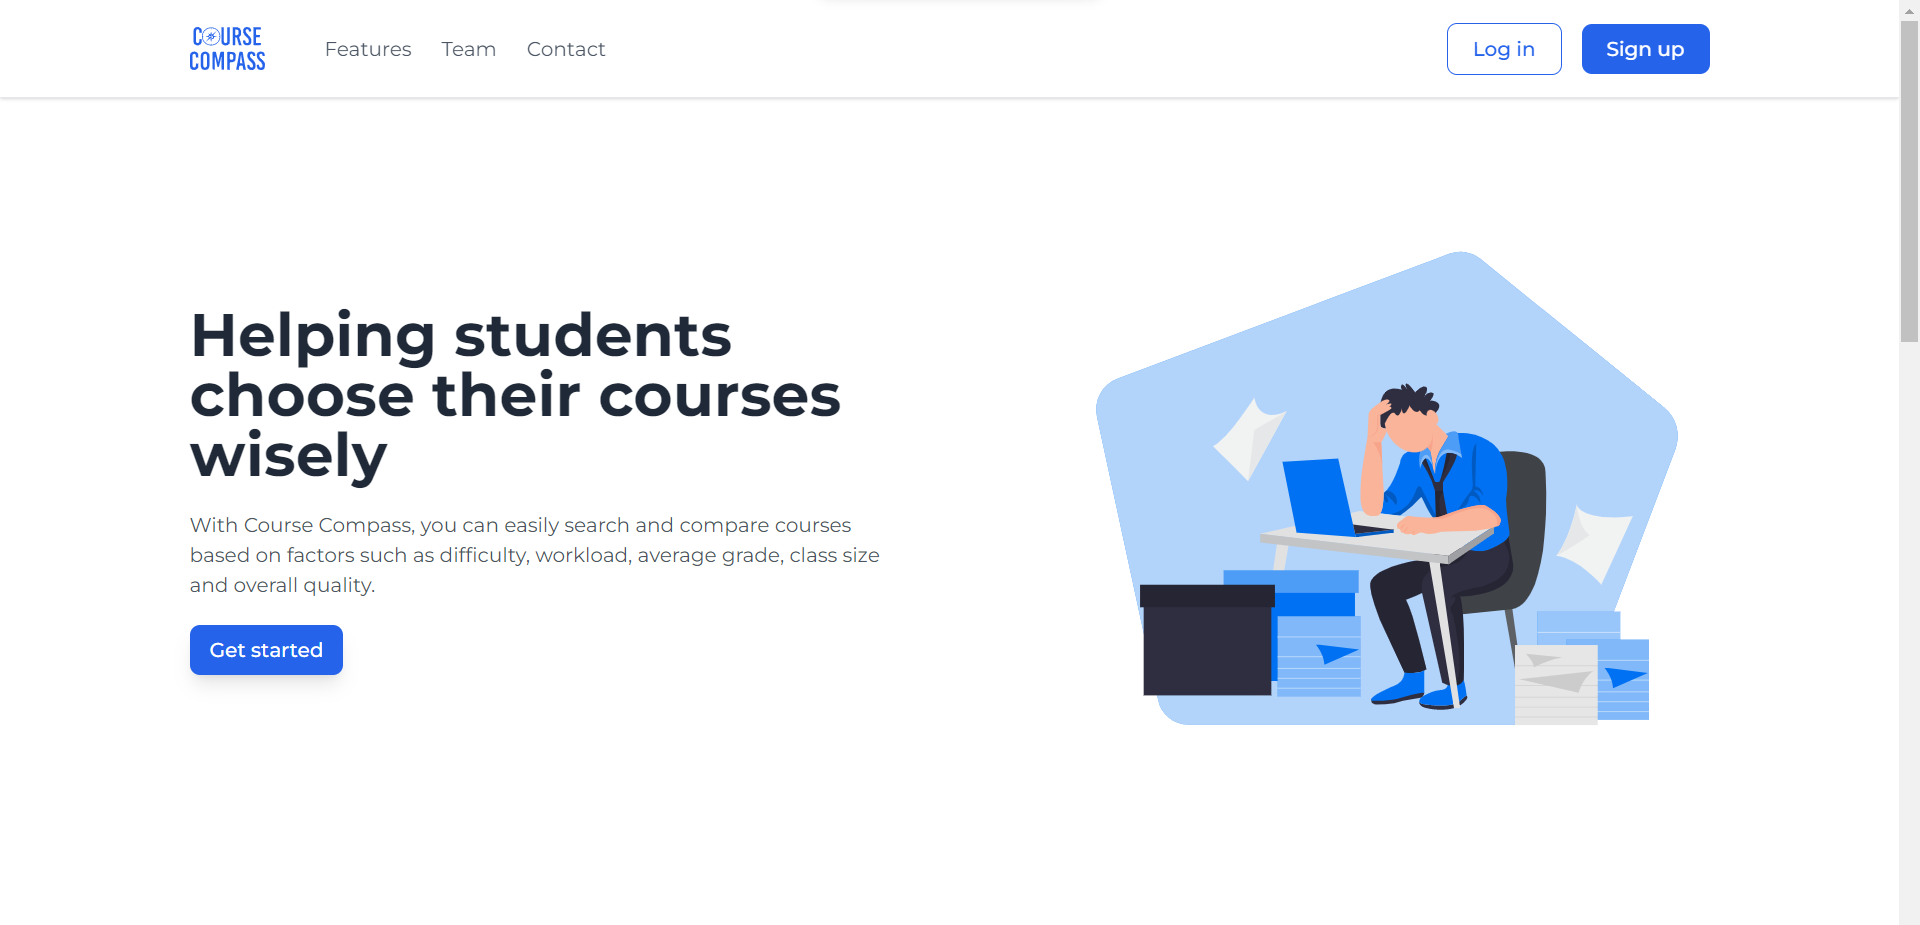 COURSE
COMPASS
Features
Team
Contact
Log in
Sign up
Helping students
choose their courses
wisely
With Course Compass, you can easily search and compare courses
based on factors such as difficulty, workload, average grade, class size
and overall quality.
Get started